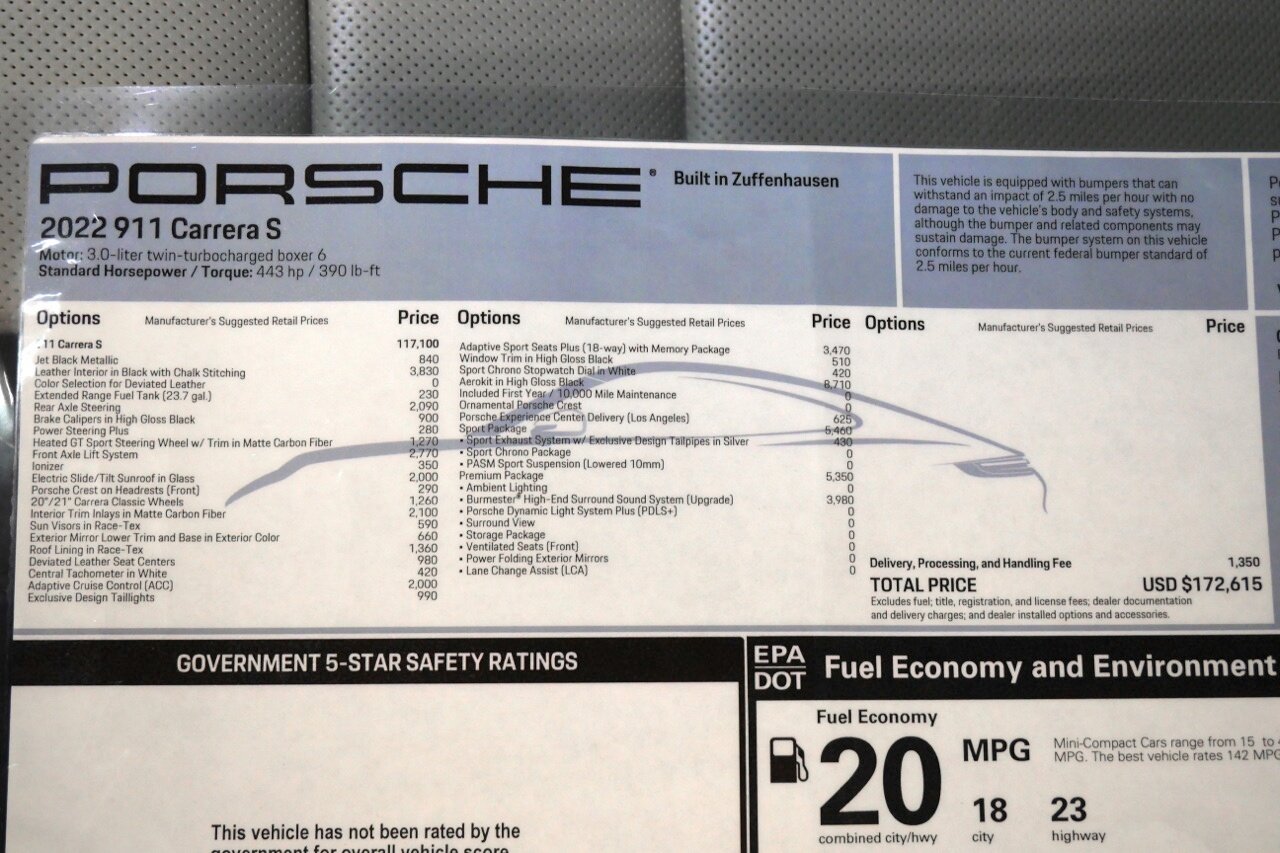 PORSCHE® Built in Zuffenhausen
2022 911 Carrera S
Motor: 3.0-liter twin-turbocharged boxer 6
Standard Horsepower / Torque: 443 hp / 390 lb-ft
This vehicle is equipped with bumpers that can
withstand an impact of 2.5 miles per hour with no
damage to the vehicle's body and safety systems,
although the bumper and related components may
sustain damage. The bumper system on this vehicle
conforms to the current federal bumper standard of
2.5 miles per hour.
Options Manufacturer's Suggested Retail Prices Price
911 Carrera S 117,100
Jet Black Metallic 840
Leather Interior in Black with Chalk Stitching 3,830
Color Selection for Deviated Leather 0
Extended Range Fuel Tank (23.7 gal.) 230
Rear Axle Steering 2,090
Brake Calipers in High Gloss Black 900
Power Steering Plus 280
Heated GT Sport Steering Wheel w/ Trim in Matte Carbon Fiber 1,270
Front Axle Lift System 2,770
Ionizer 350
Electric Slide/Tilt Sunroof in Glass 2,000
Porsche Crest on Headrests (Front) 290
20"/21" Carrera Classic Wheels 1,260
Interior Trim Inlays in Matte Carbon Fiber 2,100
Sun Visors in Race-Tex 590
Exterior Mirror Lower Trim and Base in Exterior Color 660
Roof Lining in Race-Tex 1,360
Deviated Leather Seat Centers 980
Central Tachometer in White 420
Adaptive Cruise Control (ACC) 2,000
Exclusive Design Taillights 990
Options Manufacturer's Suggested Retail Prices Price
Adaptive Sport Seats Plus (18-way) with Memory Package 3,470
Window Trim in High Gloss Black 510
Sport Chrono Stopwatch Dial in White 420
Aerokit in High Gloss Black 8,710
Included First Year / 10,000 Mile Maintenance 0
Ornamental Porsche Crest 0
Porsche Experience Center Delivery (Los Angeles) 625
Sport Package 5,460
• Sport Exhaust System w/ Exclusive Design Tailpipes in Silver 430
• Sport Chrono Package 0
• PASM Sport Suspension (Lowered 10mm) 0
Premium Package 5,350
• Ambient Lighting 0
• Burmester® High-End Surround Sound System (Upgrade) 3,980
• Porsche Dynamic Light System Plus (PDLS+) 0
• Surround View 0
• Storage Package 0
• Ventilated Seats (Front) 0
• Power Folding Exterior Mirrors 0
• Lane Change Assist (LCA) 0
Options Manufacturer's Suggested Retail Prices Price
Delivery, Processing, and Handling Fee 1,350
TOTAL PRICE USD $172,615
Excludes fuel; title, registration, and license fees; dealer documentation
and delivery charges; and dealer installed options and accessories.
GOVERNMENT 5-STAR SAFETY RATINGS
This vehicle has not been rated by the
government for overall vehicle score
EPA
DOT
Fuel Economy and Environment
Fuel Economy
20 MPG
combined city/hwy
18
city
23
highway
Mini-Compact Cars range from 15 to
MPG. The best vehicle rates 142 MPG